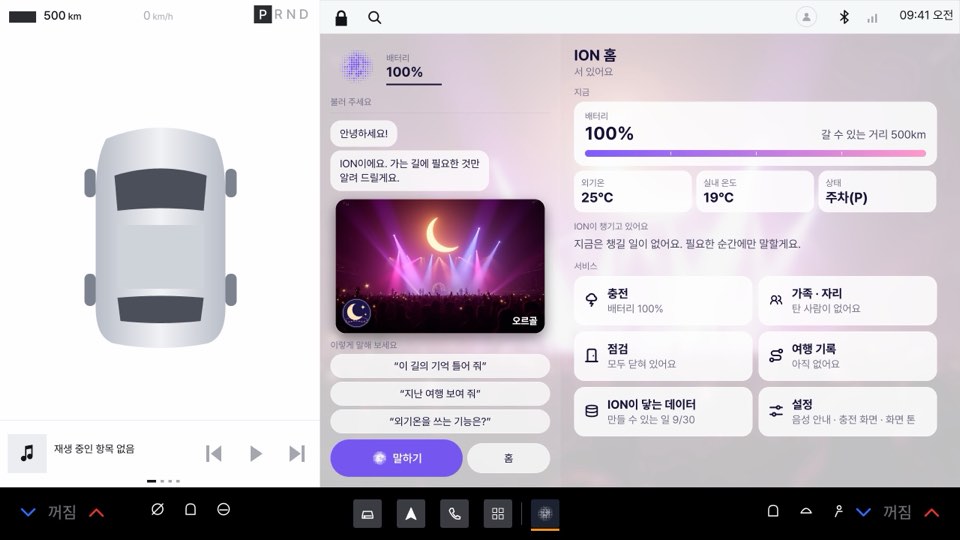 500 km
0 km/h
P R N D
09:41 오전
배터리
100%
불러 주세요
안녕하세요!
ION이에요. 가는 길에 필요한 것만
알려 드릴게요.
오르골
이렇게 말해 보세요
“이 길의 기억 틀어 줘”
“지난 여행 보여 줘”
“외기온을 쓰는 기능은?”
말하기
홈
ION 홈
서 있어요
지금
배터리
100%
갈 수 있는 거리 500km
외기온
25°C
실내 온도
19°C
상태
주차(P)
ION이 챙기고 있어요
지금은 챙길 일이 없어요. 필요한 순간에만 말할게요.
서비스
충전
배터리 100%
가족 · 자리
탄 사람이 없어요
점검
모두 닫혀 있어요
여행 기록
아직 없어요
ION이 닿는 데이터
만들 수 있는 일 9/30
설정
음성 안내 · 충전 화면 · 화면 톤
재생 중인 항목 없음
꺼짐
꺼짐